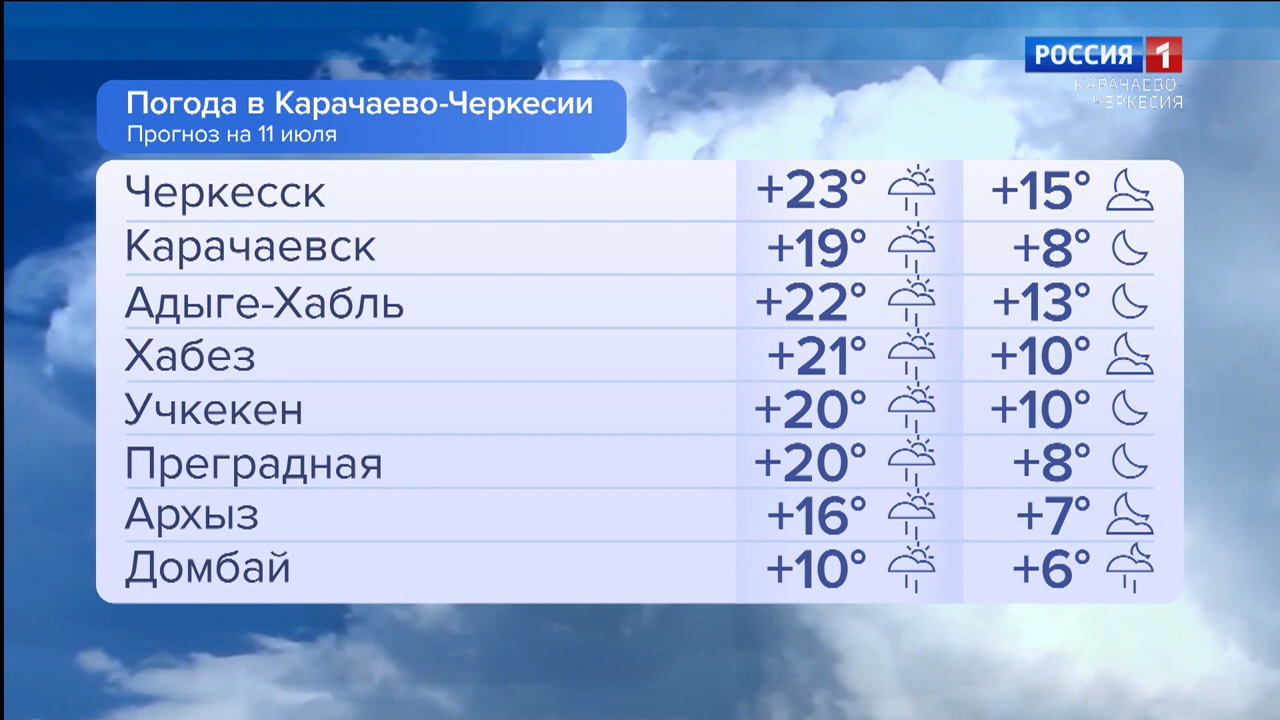 РОССИЯ 1
КАРАЧАЕВО-
ЧЕРКЕСИЯ
Погода в Карачаево-Черкесии
Прогноз на 11 июля
Черкесск +23° +15°
Карачаевск +19° +8°
Адыге-Хабль +22° +13°
Хабез +21° +10°
Учкекен +20° +10°
Преградная +20° +8°
Архыз +16° +7°
Домбай +10° +6°